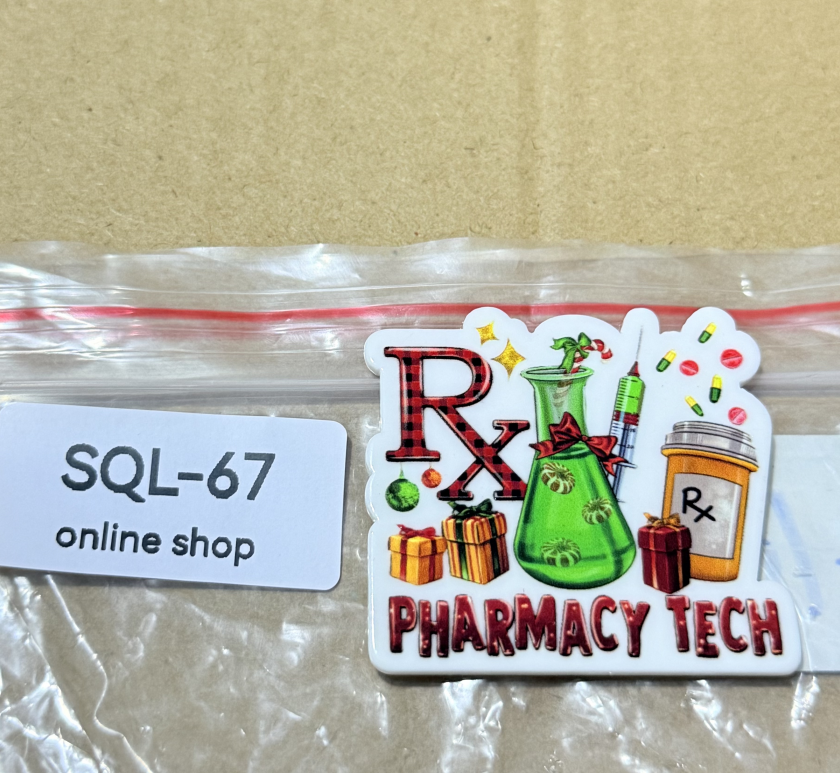 SQL-67
online shop
Rx
Rx
PHARMACY TECH